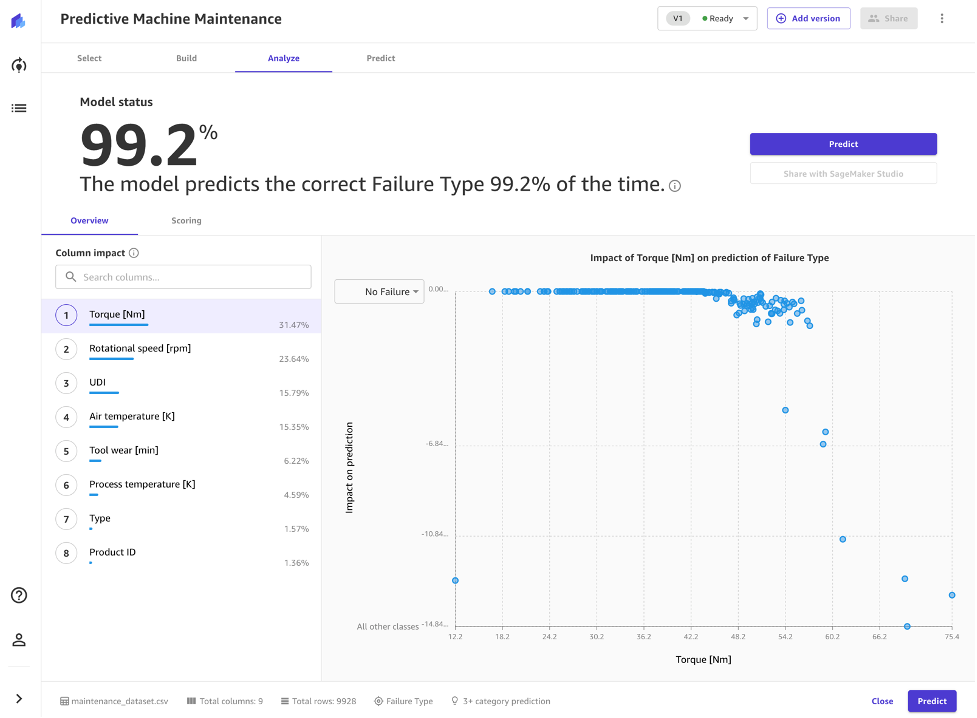 Predictive Machine Maintenance
V1
Ready
Add version
Share
Select
Build
Analyze
Predict
Model status
99.2%
Predict
The model predicts the correct Failure Type 99.2% of the time.
Share with SageMaker Studio
Overview
Scoring
Column impact
Search columns...
1
Torque [Nm]
31.47%
2
Rotational speed [rpm]
23.64%
3
UDI
15.79%
4
Air temperature [K]
15.35%
5
Tool wear [min]
6.22%
6
Process temperature [K]
4.59%
7
Type
1.57%
8
Product ID
1.36%
Impact of Torque [Nm] on prediction of Failure Type
No Failure
0.00...
-6.84...
-10.84...
-14.84...
Impact on prediction
All other classes
12.2
18.2
24.2
30.2
36.2
42.2
48.2
54.2
60.2
66.2
75.4
Torque [Nm]
maintenance_dataset.csv
Total columns: 9
Total rows: 9928
Failure Type
3+ category prediction
Close
Predict